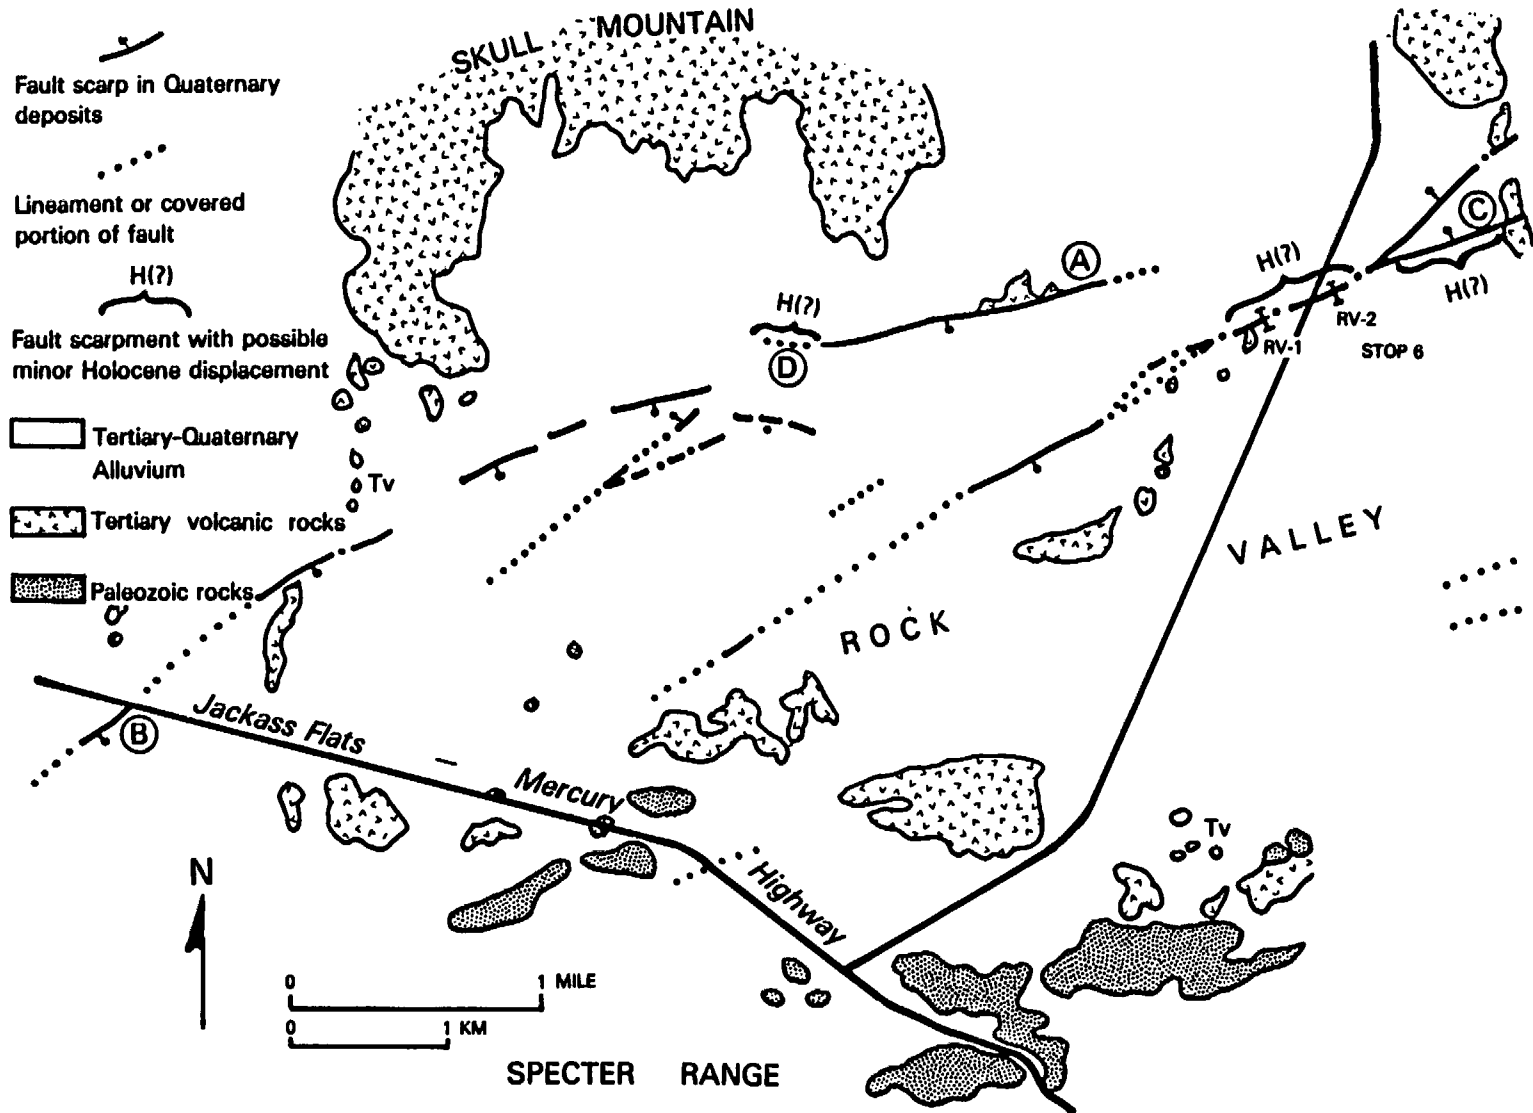 SKULL MOUNTAIN
Fault scarp in Quaternary
deposits
Lineament or covered
portion of fault
H(?)
Fault scarpment with possible
minor Holocene displacement
Tertiary-Quaternary
Alluvium
Tertiary volcanic rocks
Paleozoic rocks
Tv
A
H(?)
D
C
H(?)
H(?)
RV-1
RV-2
STOP 6
ROCK VALLEY
B
Jackass Flats
Mercury
Highway
Tv
N
0 1 MILE
0 1 KM
SPECTER RANGE